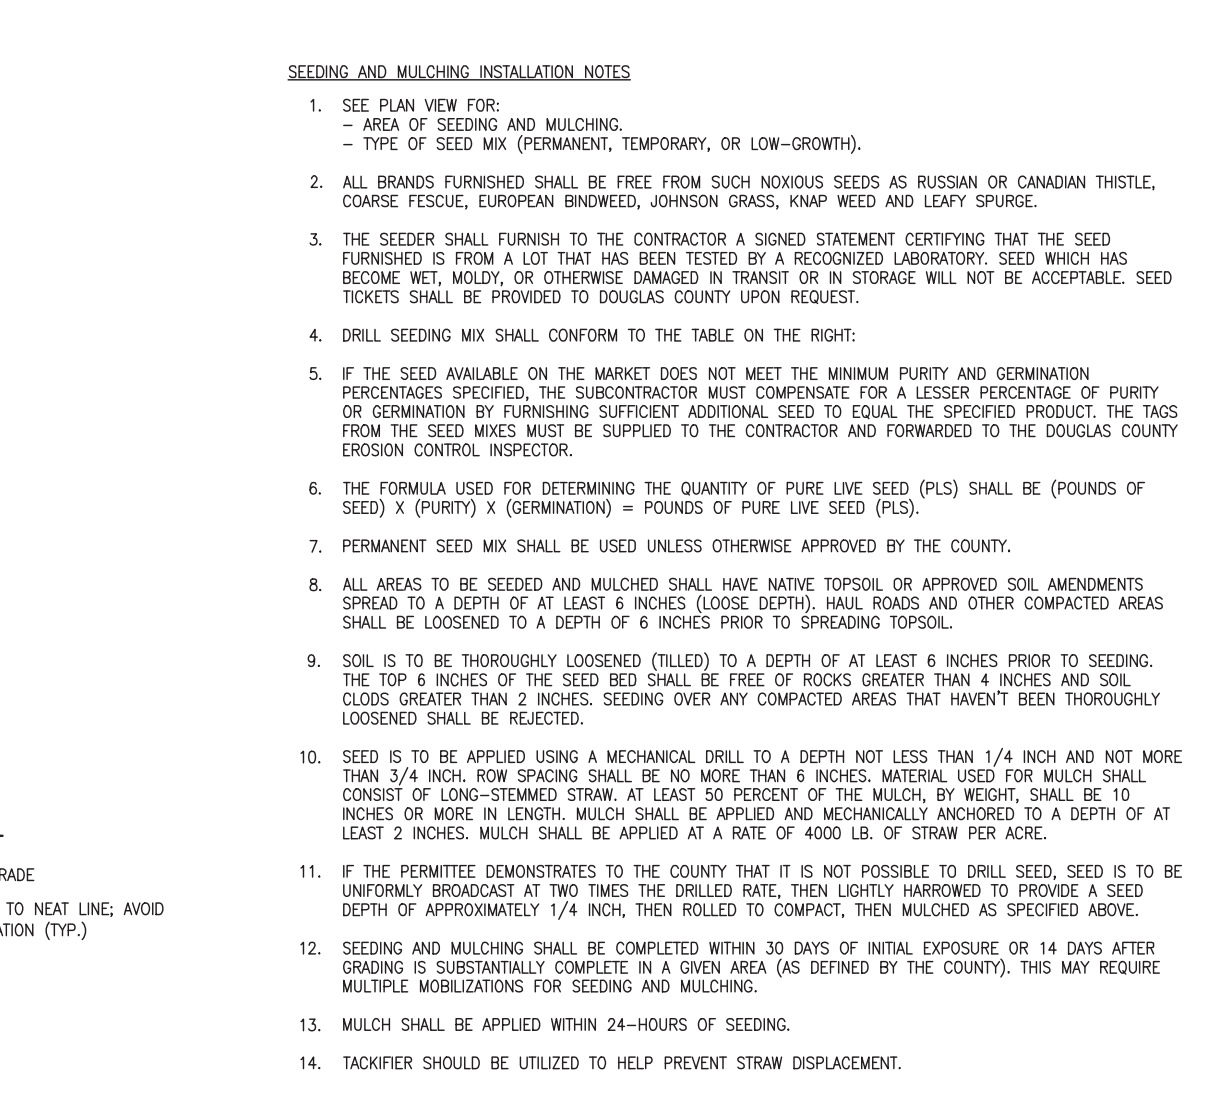 SEEDING AND MULCHING INSTALLATION NOTES
1. SEE PLAN VIEW FOR:
– AREA OF SEEDING AND MULCHING.
– TYPE OF SEED MIX (PERMANENT, TEMPORARY, OR LOW–GROWTH).
2. ALL BRANDS FURNISHED SHALL BE FREE FROM SUCH NOXIOUS SEEDS AS RUSSIAN OR CANADIAN THISTLE,
COARSE FESCUE, EUROPEAN BINDWEED, JOHNSON GRASS, KNAP WEED AND LEAFY SPURGE.
3. THE SEEDER SHALL FURNISH TO THE CONTRACTOR A SIGNED STATEMENT CERTIFYING THAT THE SEED
FURNISHED IS FROM A LOT THAT HAS BEEN TESTED BY A RECOGNIZED LABORATORY. SEED WHICH HAS
BECOME WET, MOLDY, OR OTHERWISE DAMAGED IN TRANSIT OR IN STORAGE WILL NOT BE ACCEPTABLE. SEED
TICKETS SHALL BE PROVIDED TO DOUGLAS COUNTY UPON REQUEST.
4. DRILL SEEDING MIX SHALL CONFORM TO THE TABLE ON THE RIGHT:
5. IF THE SEED AVAILABLE ON THE MARKET DOES NOT MEET THE MINIMUM PURITY AND GERMINATION
PERCENTAGES SPECIFIED, THE SUBCONTRACTOR MUST COMPENSATE FOR A LESSER PERCENTAGE OF PURITY
OR GERMINATION BY FURNISHING SUFFICIENT ADDITIONAL SEED TO EQUAL THE SPECIFIED PRODUCT. THE TAGS
FROM THE SEED MIXES MUST BE SUPPLIED TO THE CONTRACTOR AND FORWARDED TO THE DOUGLAS COUNTY
EROSION CONTROL INSPECTOR.
6. THE FORMULA USED FOR DETERMINING THE QUANTITY OF PURE LIVE SEED (PLS) SHALL BE (POUNDS OF
SEED) X (PURITY) X (GERMINATION) = POUNDS OF PURE LIVE SEED (PLS).
7. PERMANENT SEED MIX SHALL BE USED UNLESS OTHERWISE APPROVED BY THE COUNTY.
8. ALL AREAS TO BE SEEDED AND MULCHED SHALL HAVE NATIVE TOPSOIL OR APPROVED SOIL AMENDMENTS
SPREAD TO A DEPTH OF AT LEAST 6 INCHES (LOOSE DEPTH). HAUL ROADS AND OTHER COMPACTED AREAS
SHALL BE LOOSENED TO A DEPTH OF 6 INCHES PRIOR TO SPREADING TOPSOIL.
9. SOIL IS TO BE THOROUGHLY LOOSENED (TILLED) TO A DEPTH OF AT LEAST 6 INCHES PRIOR TO SEEDING.
THE TOP 6 INCHES OF THE SEED BED SHALL BE FREE OF ROCKS GREATER THAN 4 INCHES AND SOIL
CLODS GREATER THAN 2 INCHES. SEEDING OVER ANY COMPACTED AREAS THAT HAVEN'T BEEN THOROUGHLY
LOOSENED SHALL BE REJECTED.
10. SEED IS TO BE APPLIED USING A MECHANICAL DRILL TO A DEPTH NOT LESS THAN 1/4 INCH AND NOT MORE
THAN 3/4 INCH. ROW SPACING SHALL BE NO MORE THAN 6 INCHES. MATERIAL USED FOR MULCH SHALL
CONSIST OF LONG–STEMMED STRAW. AT LEAST 50 PERCENT OF THE MULCH, BY WEIGHT, SHALL BE 10
INCHES OR MORE IN LENGTH. MULCH SHALL BE APPLIED AND MECHANICALLY ANCHORED TO A DEPTH OF AT
LEAST 2 INCHES. MULCH SHALL BE APPLIED AT A RATE OF 4000 LB. OF STRAW PER ACRE.
RADE
TO NEAT LINE; AVOID
ATION (TYP.)
11. IF THE PERMITTEE DEMONSTRATES TO THE COUNTY THAT IT IS NOT POSSIBLE TO DRILL SEED, SEED IS TO BE
UNIFORMLY BROADCAST AT TWO TIMES THE DRILLED RATE, THEN LIGHTLY HARROWED TO PROVIDE A SEED
DEPTH OF APPROXIMATELY 1/4 INCH, THEN ROLLED TO COMPACT, THEN MULCHED AS SPECIFIED ABOVE.
12. SEEDING AND MULCHING SHALL BE COMPLETED WITHIN 30 DAYS OF INITIAL EXPOSURE OR 14 DAYS AFTER
GRADING IS SUBSTANTIALLY COMPLETE IN A GIVEN AREA (AS DEFINED BY THE COUNTY). THIS MAY REQUIRE
MULTIPLE MOBILIZATIONS FOR SEEDING AND MULCHING.
13. MULCH SHALL BE APPLIED WITHIN 24–HOURS OF SEEDING.
14. TACKIFIER SHOULD BE UTILIZED TO HELP PREVENT STRAW DISPLACEMENT.